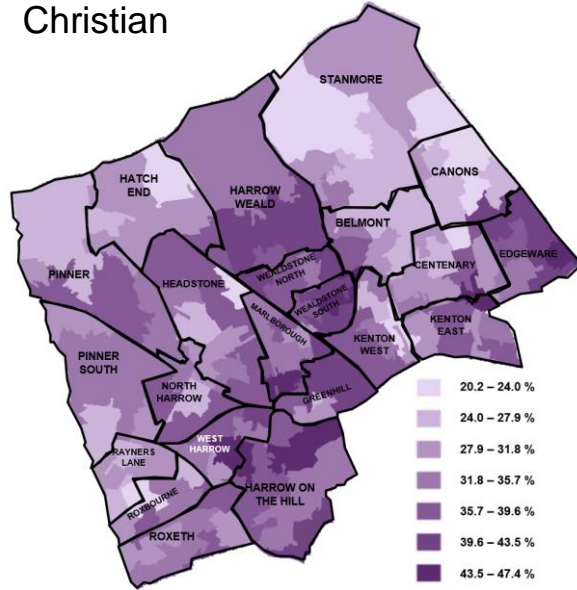 Christian
STANMORE
HATCH
END
CANONS
HARROW
WEALD
BELMONT
PINNER
HEADSTONE
WEALDSTONE
NORTH
CENTENARY
EDGEWARE
WEALDSTONE
SOUTH
MARLBOROUGH
KENTON
EAST
KENTON
WEST
PINNER
SOUTH
NORTH
HARROW
GREENHILL
RAYNERS
LANE
WEST
HARROW
ROXBOURNE
HARROW ON
THE HILL
ROXETH
20.2 – 24.0 %
24.0 – 27.9 %
27.9 – 31.8 %
31.8 – 35.7 %
35.7 – 39.6 %
39.6 – 43.5 %
43.5 – 47.4 %